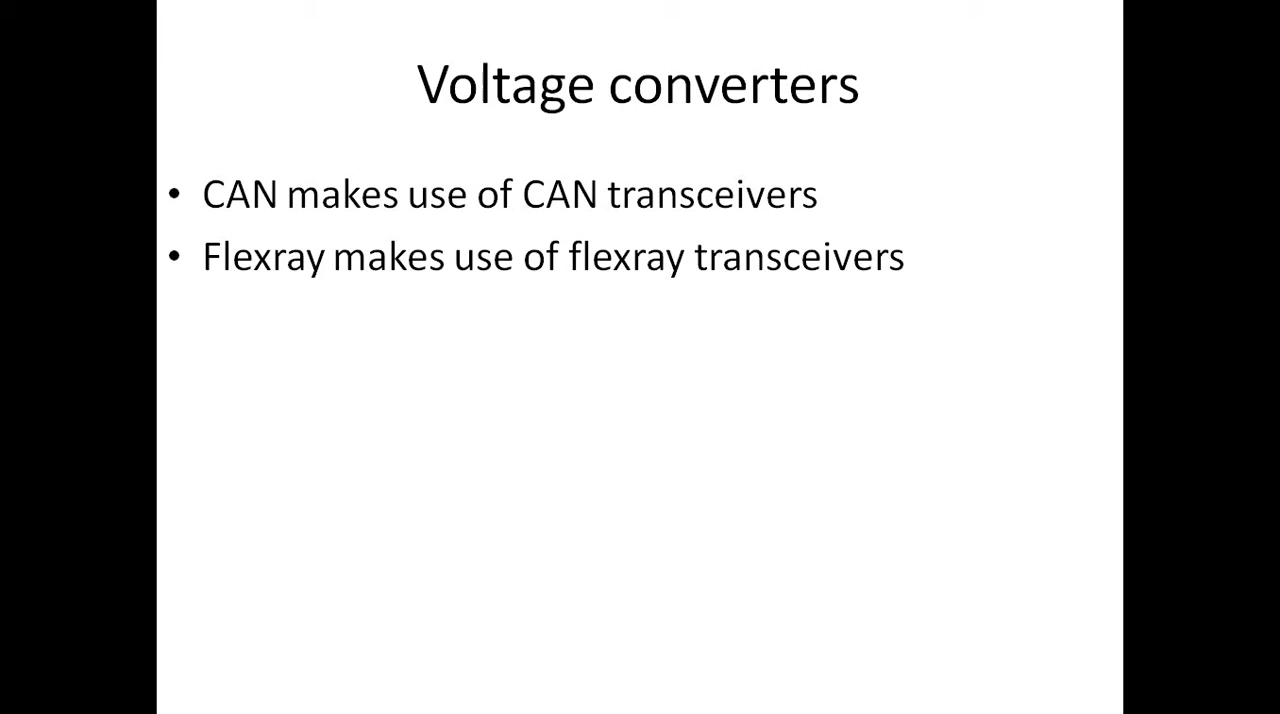 Voltage converters
• CAN makes use of CAN transceivers
• Flexray makes use of flexray transceivers